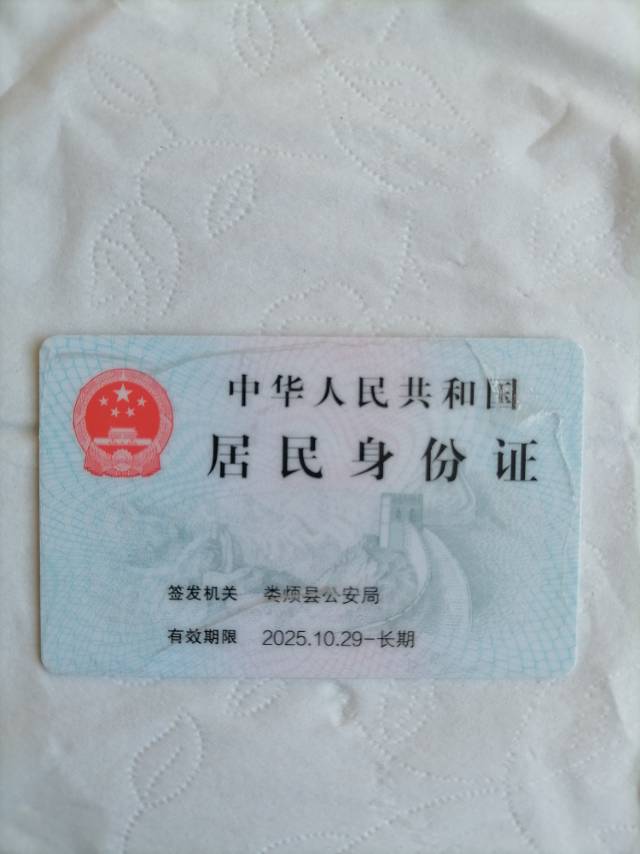 中华人民共和国
居民身份证
签发机关 娄烦县公安局
有效期限 2025.10.29-长期